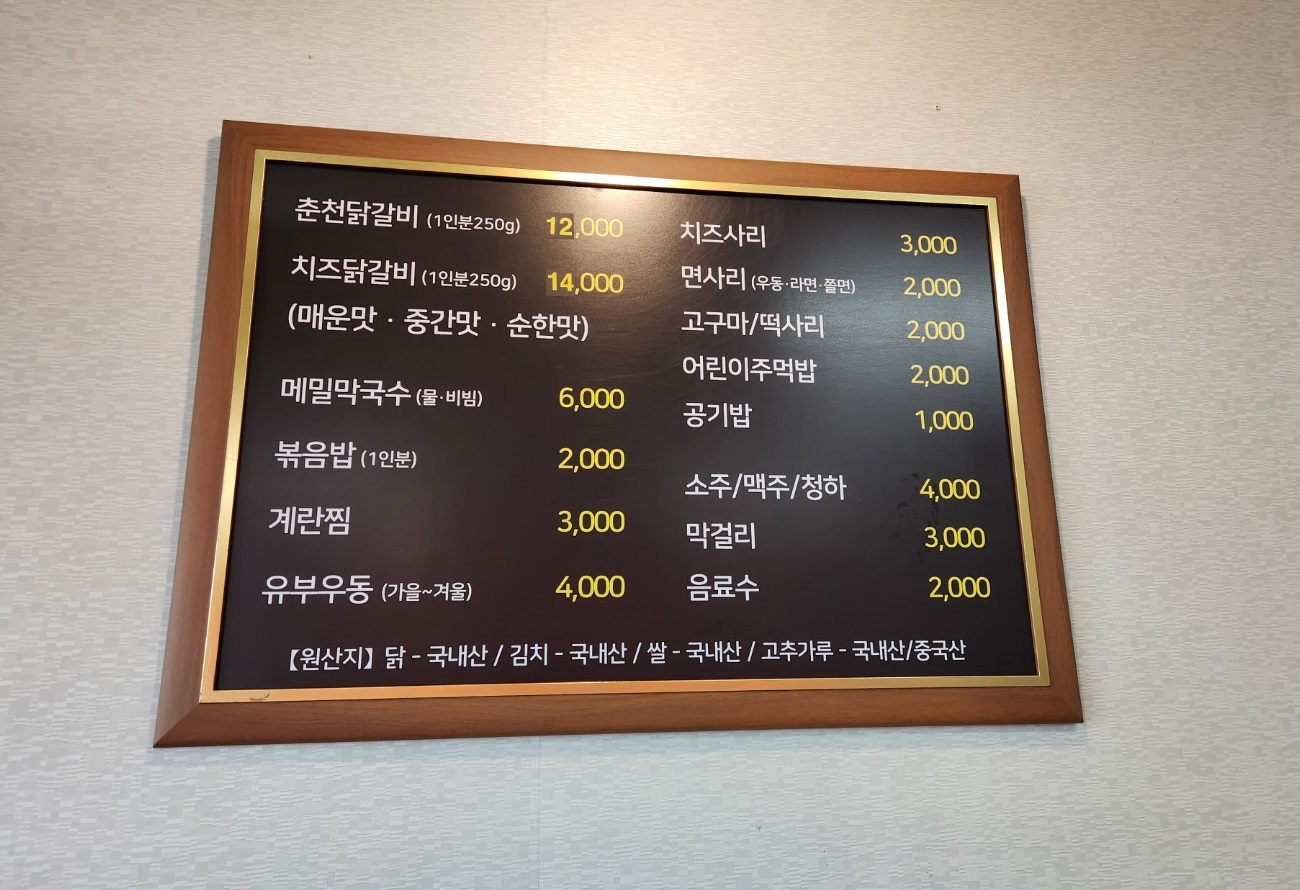 춘천닭갈비 (1인분250g) 12,000
치즈닭갈비 (1인분250g) 14,000
(매운맛 · 중간맛 · 순한맛)
메밀막국수 (물·비빔) 6,000
볶음밥 (1인분) 2,000
계란찜 3,000
유부우동 (가을~겨울) 4,000
치즈사리 3,000
면사리 (우동·라면·쫄면) 2,000
고구마/떡사리 2,000
어린이주먹밥 2,000
공기밥 1,000
소주/맥주/청하 4,000
막걸리 3,000
음료수 2,000
【원산지】 닭 - 국내산 / 김치 - 국내산 / 쌀 - 국내산 / 고추가루 - 국내산/중국산